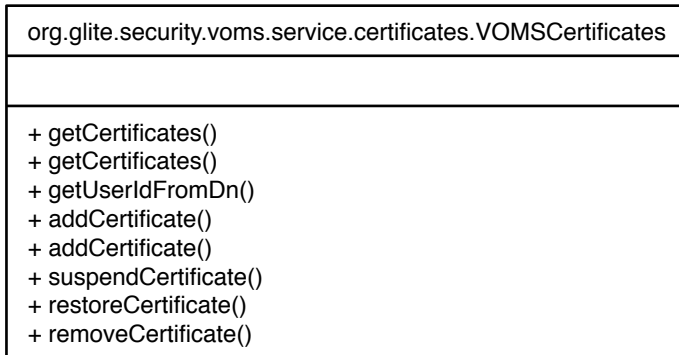 org.glite.security.voms.service.certificates.VOMSCertificates
+ getCertificates()
+ getCertificates()
+ getUserIdFromDn()
+ addCertificate()
+ addCertificate()
+ suspendCertificate()
+ restoreCertificate()
+ removeCertificate()